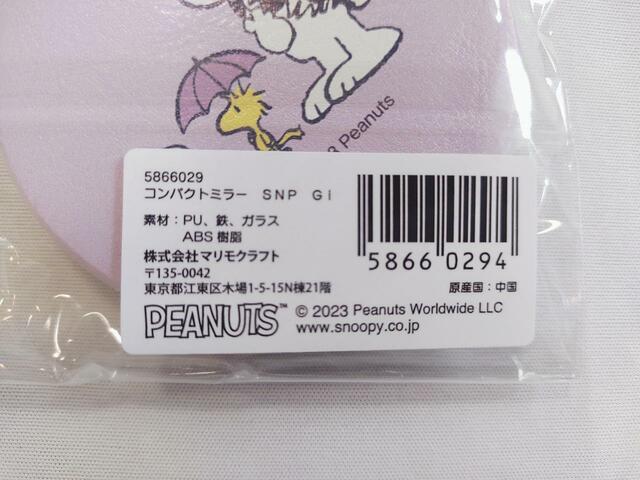 3 Peanuts
5866029
コンパクトミラー SNP Gi
素材：PU、鉄、ガラス
ABS樹脂
株式会社マリモクラフト
〒135-0042
東京都江東区木場1-5-15N棟21階
5866 0294
原産国：中国
PEANUTS™ © 2023 Peanuts Worldwide LLC
www.snoopy.co.jp